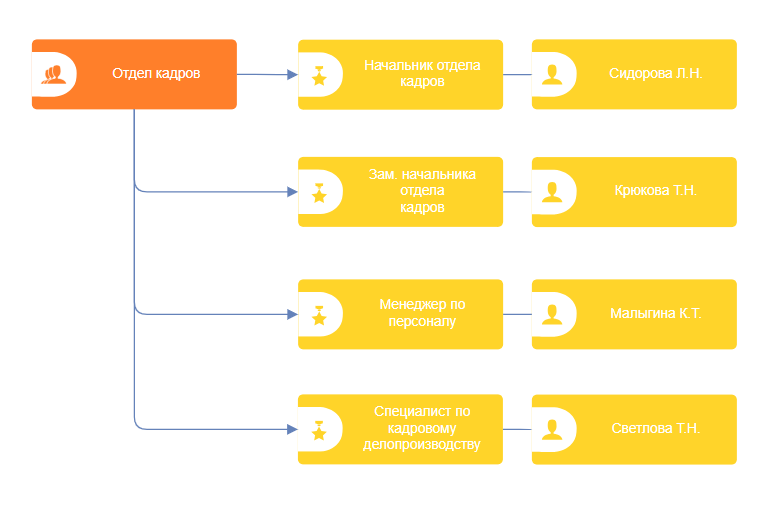 Отдел кадров
Начальник отдела
кадров
Сидорова Л.Н.
Зам. начальника
отдела
кадров
Крюкова Т.Н.
Менеджер по
персоналу
Малыгина К.Т.
Специалист по
кадровому
делопроизводству
Светлова Т.Н.